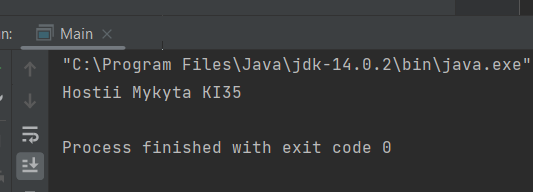 n: Main
"C:\Program Files\Java\jdk-14.0.2\bin\java.exe"
Hostii Mykyta KI35
Process finished with exit code 0